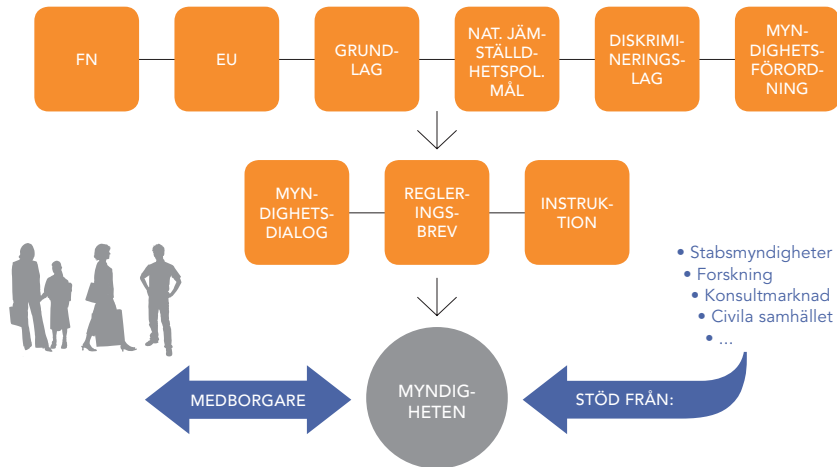 FN
EU
GRUND-
LAG
NAT. JÄM-
STÄLLD-
HETSPOL.
MÅL
DISKRIMI-
NERINGS-
LAG
MYN-
DIGHETS-
FÖRORD-
NING
MYN-
DIGHETS-
DIALOG
REGLER-
INGS-
BREV
INSTRUK-
TION
• Stabsmyndigheter
• Forskning
• Konsultmarknad
• Civila samhället
• ...
MEDBORGARE
MYNDIG-
HETEN
STÖD FRÅN: